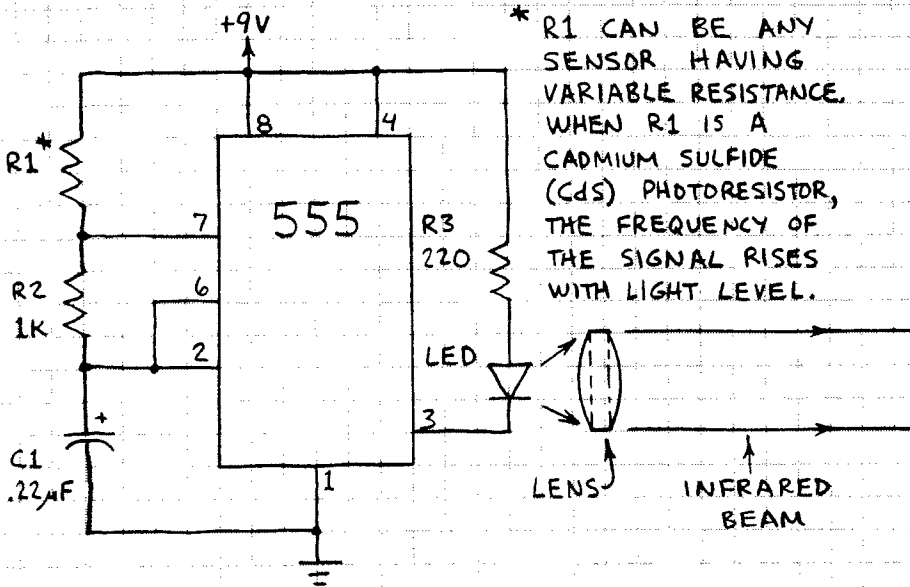 +9V
* R1 CAN BE ANY
SENSOR HAVING
VARIABLE RESISTANCE.
WHEN R1 IS A
CADMIUM SULFIDE
(CdS) PHOTORESISTOR,
THE FREQUENCY OF
THE SIGNAL RISES
WITH LIGHT LEVEL.
8
4
R1*
555
7
R3
220
R2
1K
6
2
LED
3
+
C1
.22µF
1
LENS
INFRARED
BEAM